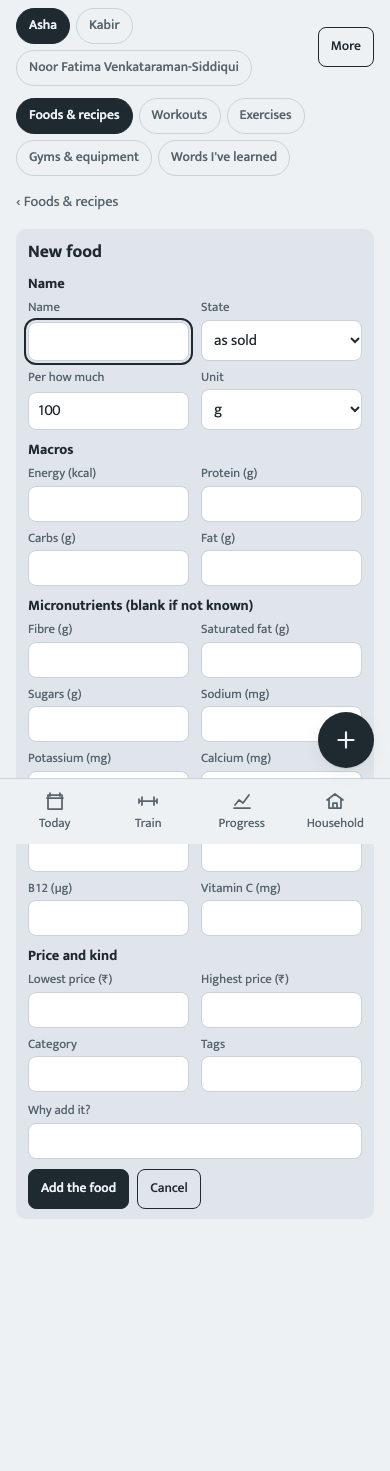 Asha Kabir
Noor Fatima Venkataraman-Siddiqui
More
Foods & recipes Workouts Exercises
Gyms & equipment Words I've learned
‹ Foods & recipes
New food
Name
Name State
as sold
Per how much Unit
100 g
Macros
Energy (kcal) Protein (g)
Carbs (g) Fat (g)
Micronutrients (blank if not known)
Fibre (g) Saturated fat (g)
Sugars (g) Sodium (mg)
Potassium (mg) Calcium (mg)
Today Train Progress Household
B12 (µg) Vitamin C (mg)
Price and kind
Lowest price (₹) Highest price (₹)
Category Tags
Why add it?
Add the food Cancel